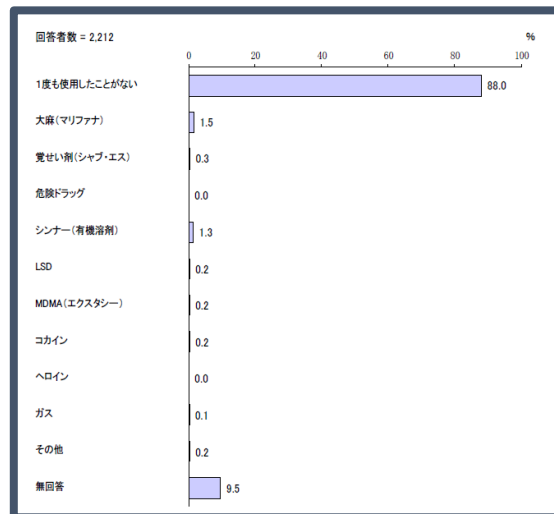 回答者数 = 2,212
%
0 20 40 60 80 100
1度も使用したことがない 88.0
大麻(マリファナ) 1.5
覚せい剤(シャブ・エス) 0.3
危険ドラッグ 0.0
シンナー(有機溶剤) 1.3
LSD 0.2
MDMA(エクスタシー) 0.2
コカイン 0.2
ヘロイン 0.0
ガス 0.1
その他 0.2
無回答 9.5